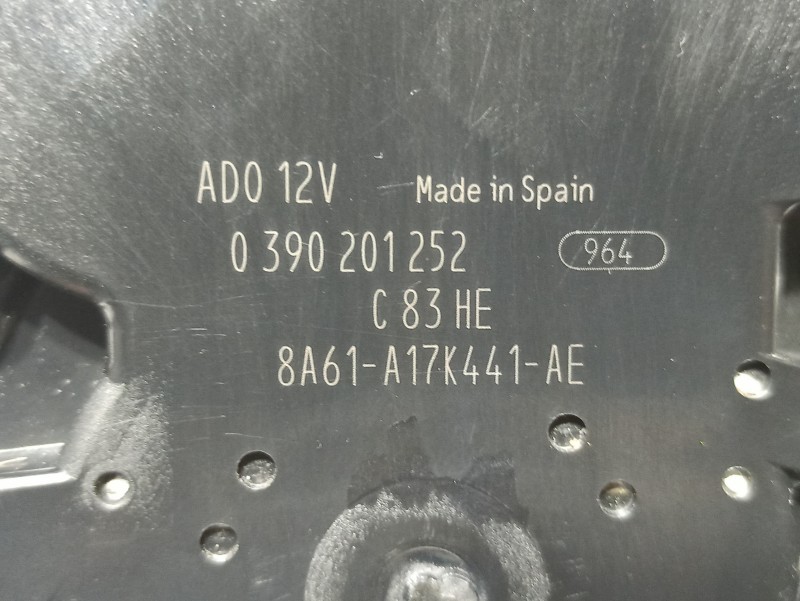 ADO 12V Made in Spain
0 390 201 252 964
C 83 HE
8A61-A17K441-AE